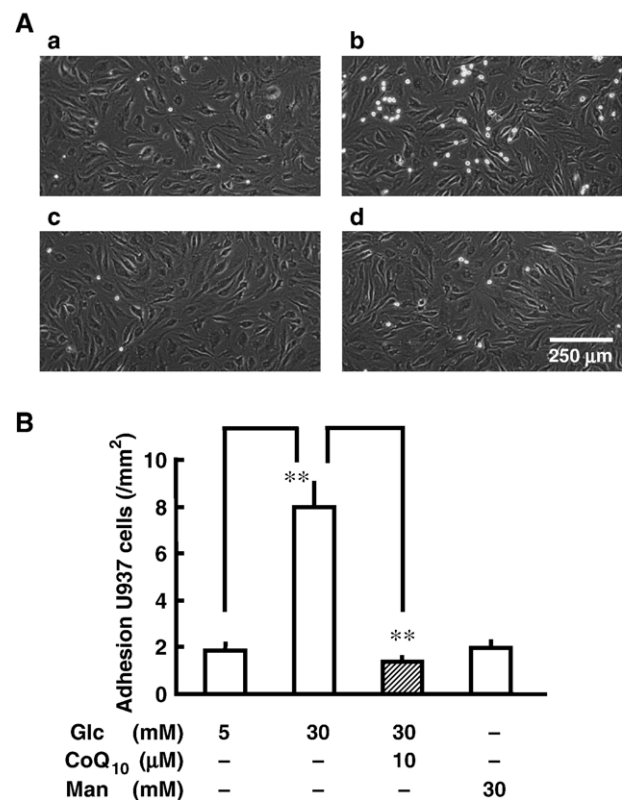 A
a
b
c
d
250 μm
B
Adhesion U937 cells (/mm²)
10
8
6
4
2
0
**
**
Glc (mM) 5 30 30 –
CoQ₁₀ (μM) – – 10 –
Man (mM) – – – 30